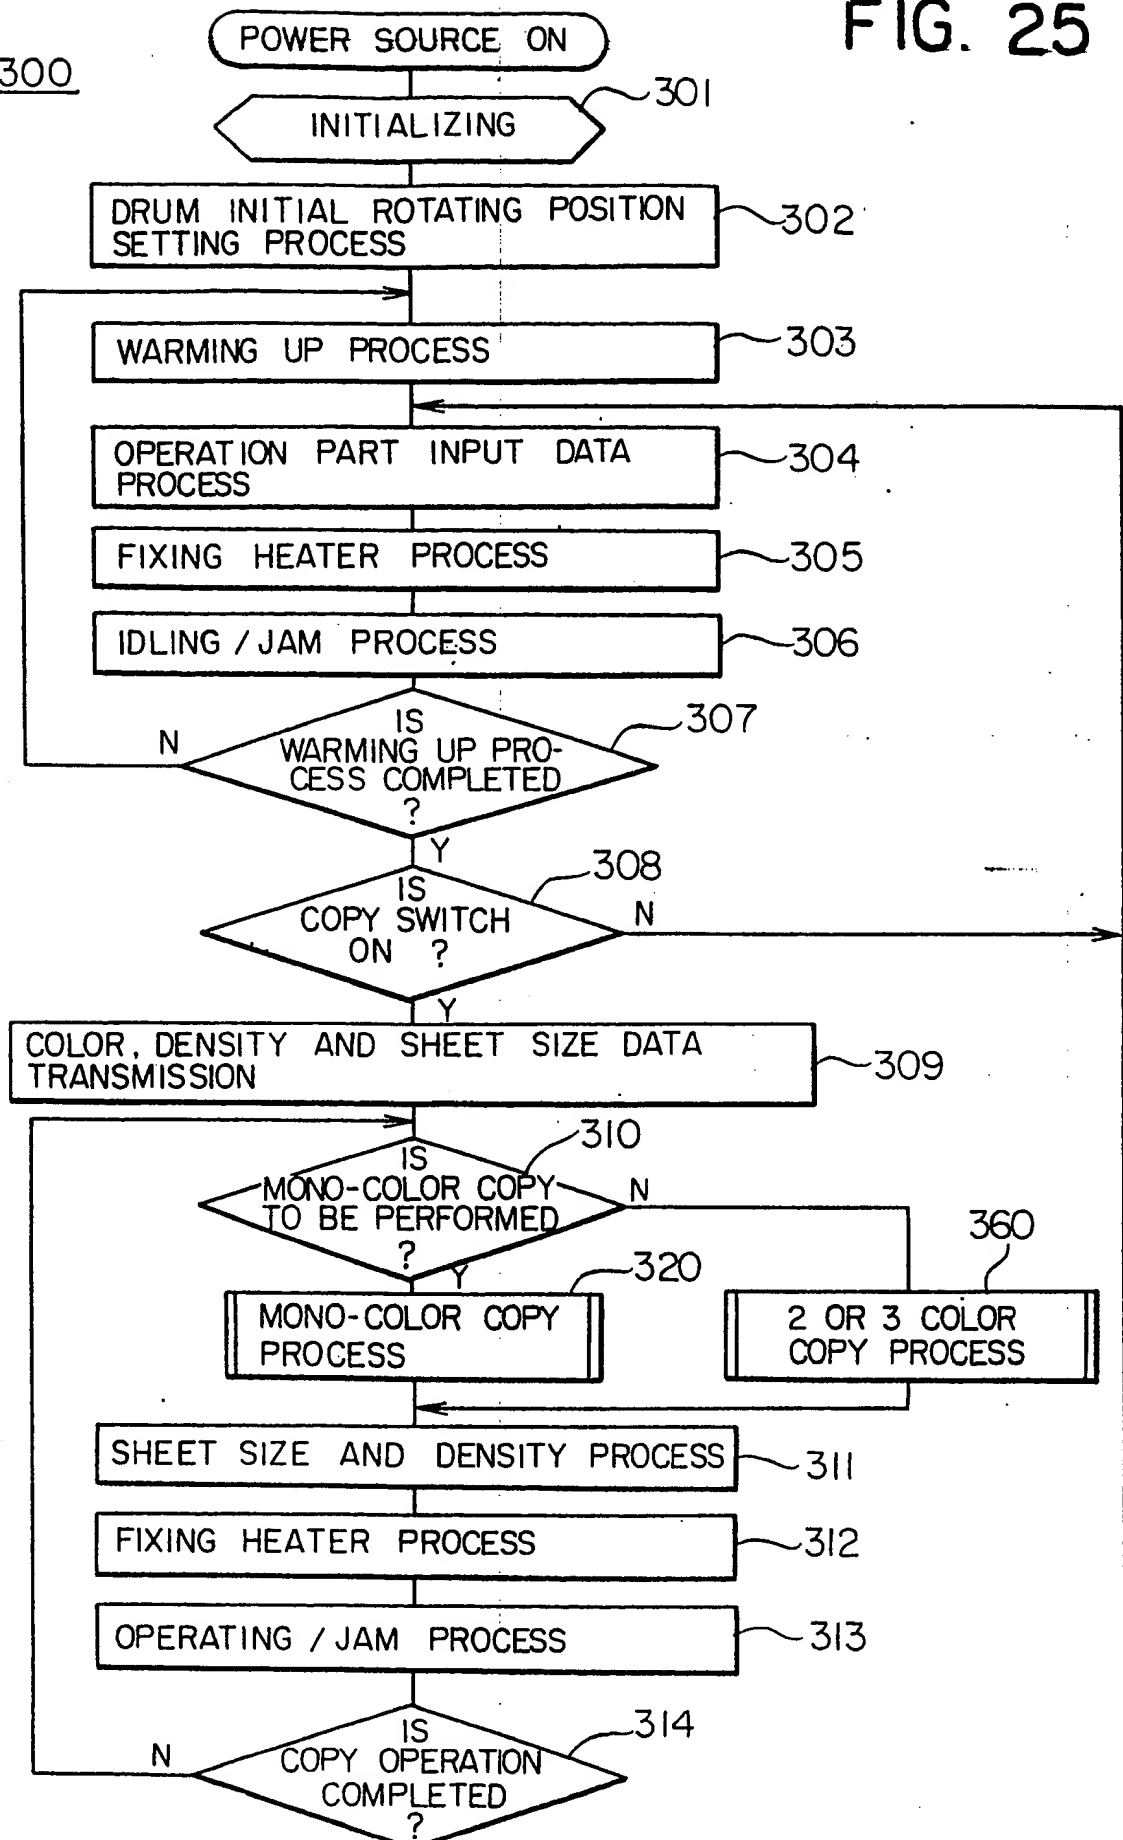 FIG. 25
300
POWER SOURCE ON
301
INITIALIZING
DRUM INITIAL ROTATING POSITION
SETTING PROCESS
302
WARMING UP PROCESS
303
OPERATION PART INPUT DATA
PROCESS
304
FIXING HEATER PROCESS
305
IDLING / JAM PROCESS
306
307
N
IS
WARMING UP PRO-
CESS COMPLETED
?
Y
308
IS
COPY SWITCH
ON ?
N
Y
COLOR, DENSITY AND SHEET SIZE DATA
TRANSMISSION
309
310
IS
MONO-COLOR COPY
TO BE PERFORMED
?
N
Y
320
360
MONO-COLOR COPY
PROCESS
2 OR 3 COLOR
COPY PROCESS
SHEET SIZE AND DENSITY PROCESS
311
FIXING HEATER PROCESS
312
OPERATING / JAM PROCESS
313
314
N
IS
COPY OPERATION
COMPLETED
?